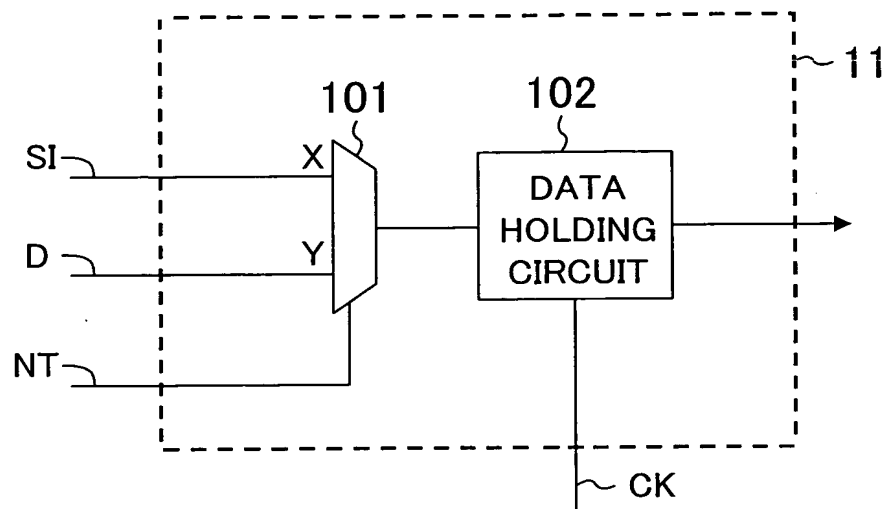 11
101
102
SI
X
DATA
HOLDING
CIRCUIT
D
Y
NT
CK